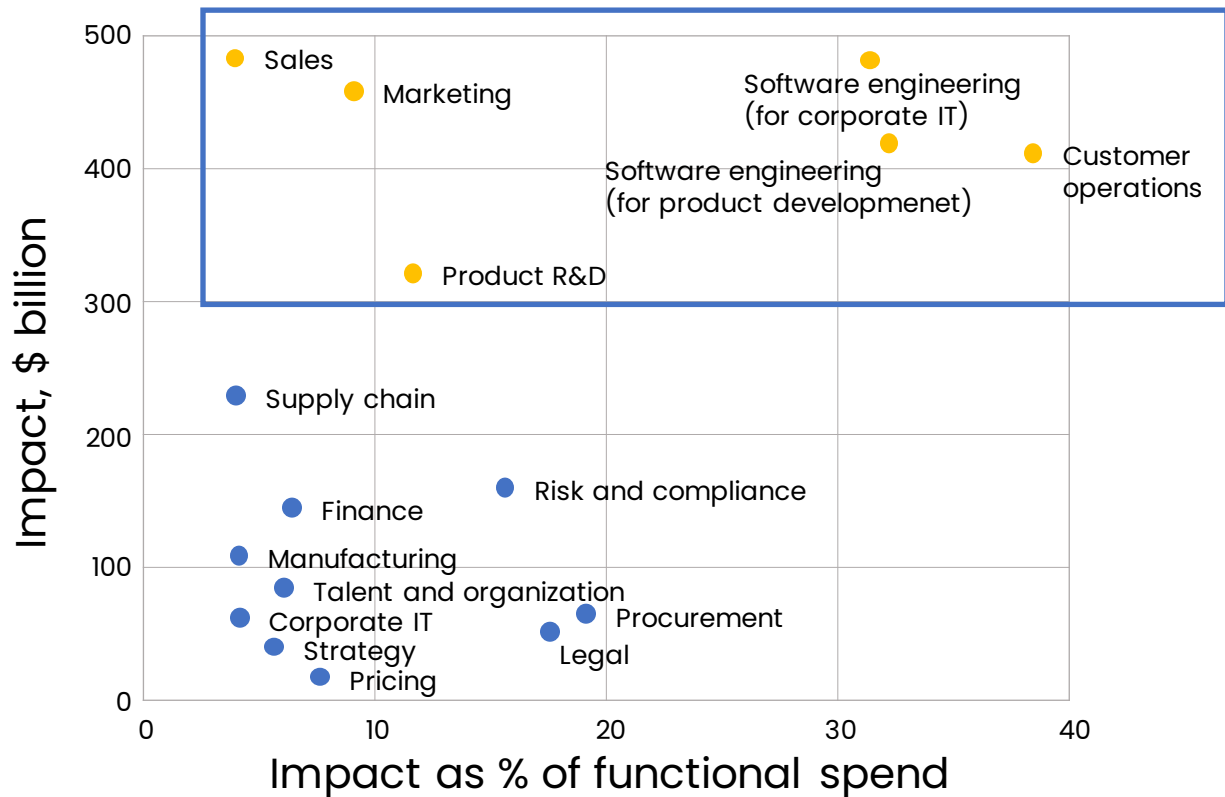 500
Sales
Marketing
Software engineering
(for corporate IT)
Customer
operations
400
Software engineering
(for product developmenet)
Product R&D
300
Supply chain
200
Risk and compliance
Finance
Manufacturing
100
Talent and organization
Corporate IT
Procurement
Strategy
Legal
Pricing
0
0 10 20 30 40
Impact, $ billion
Impact as % of functional spend